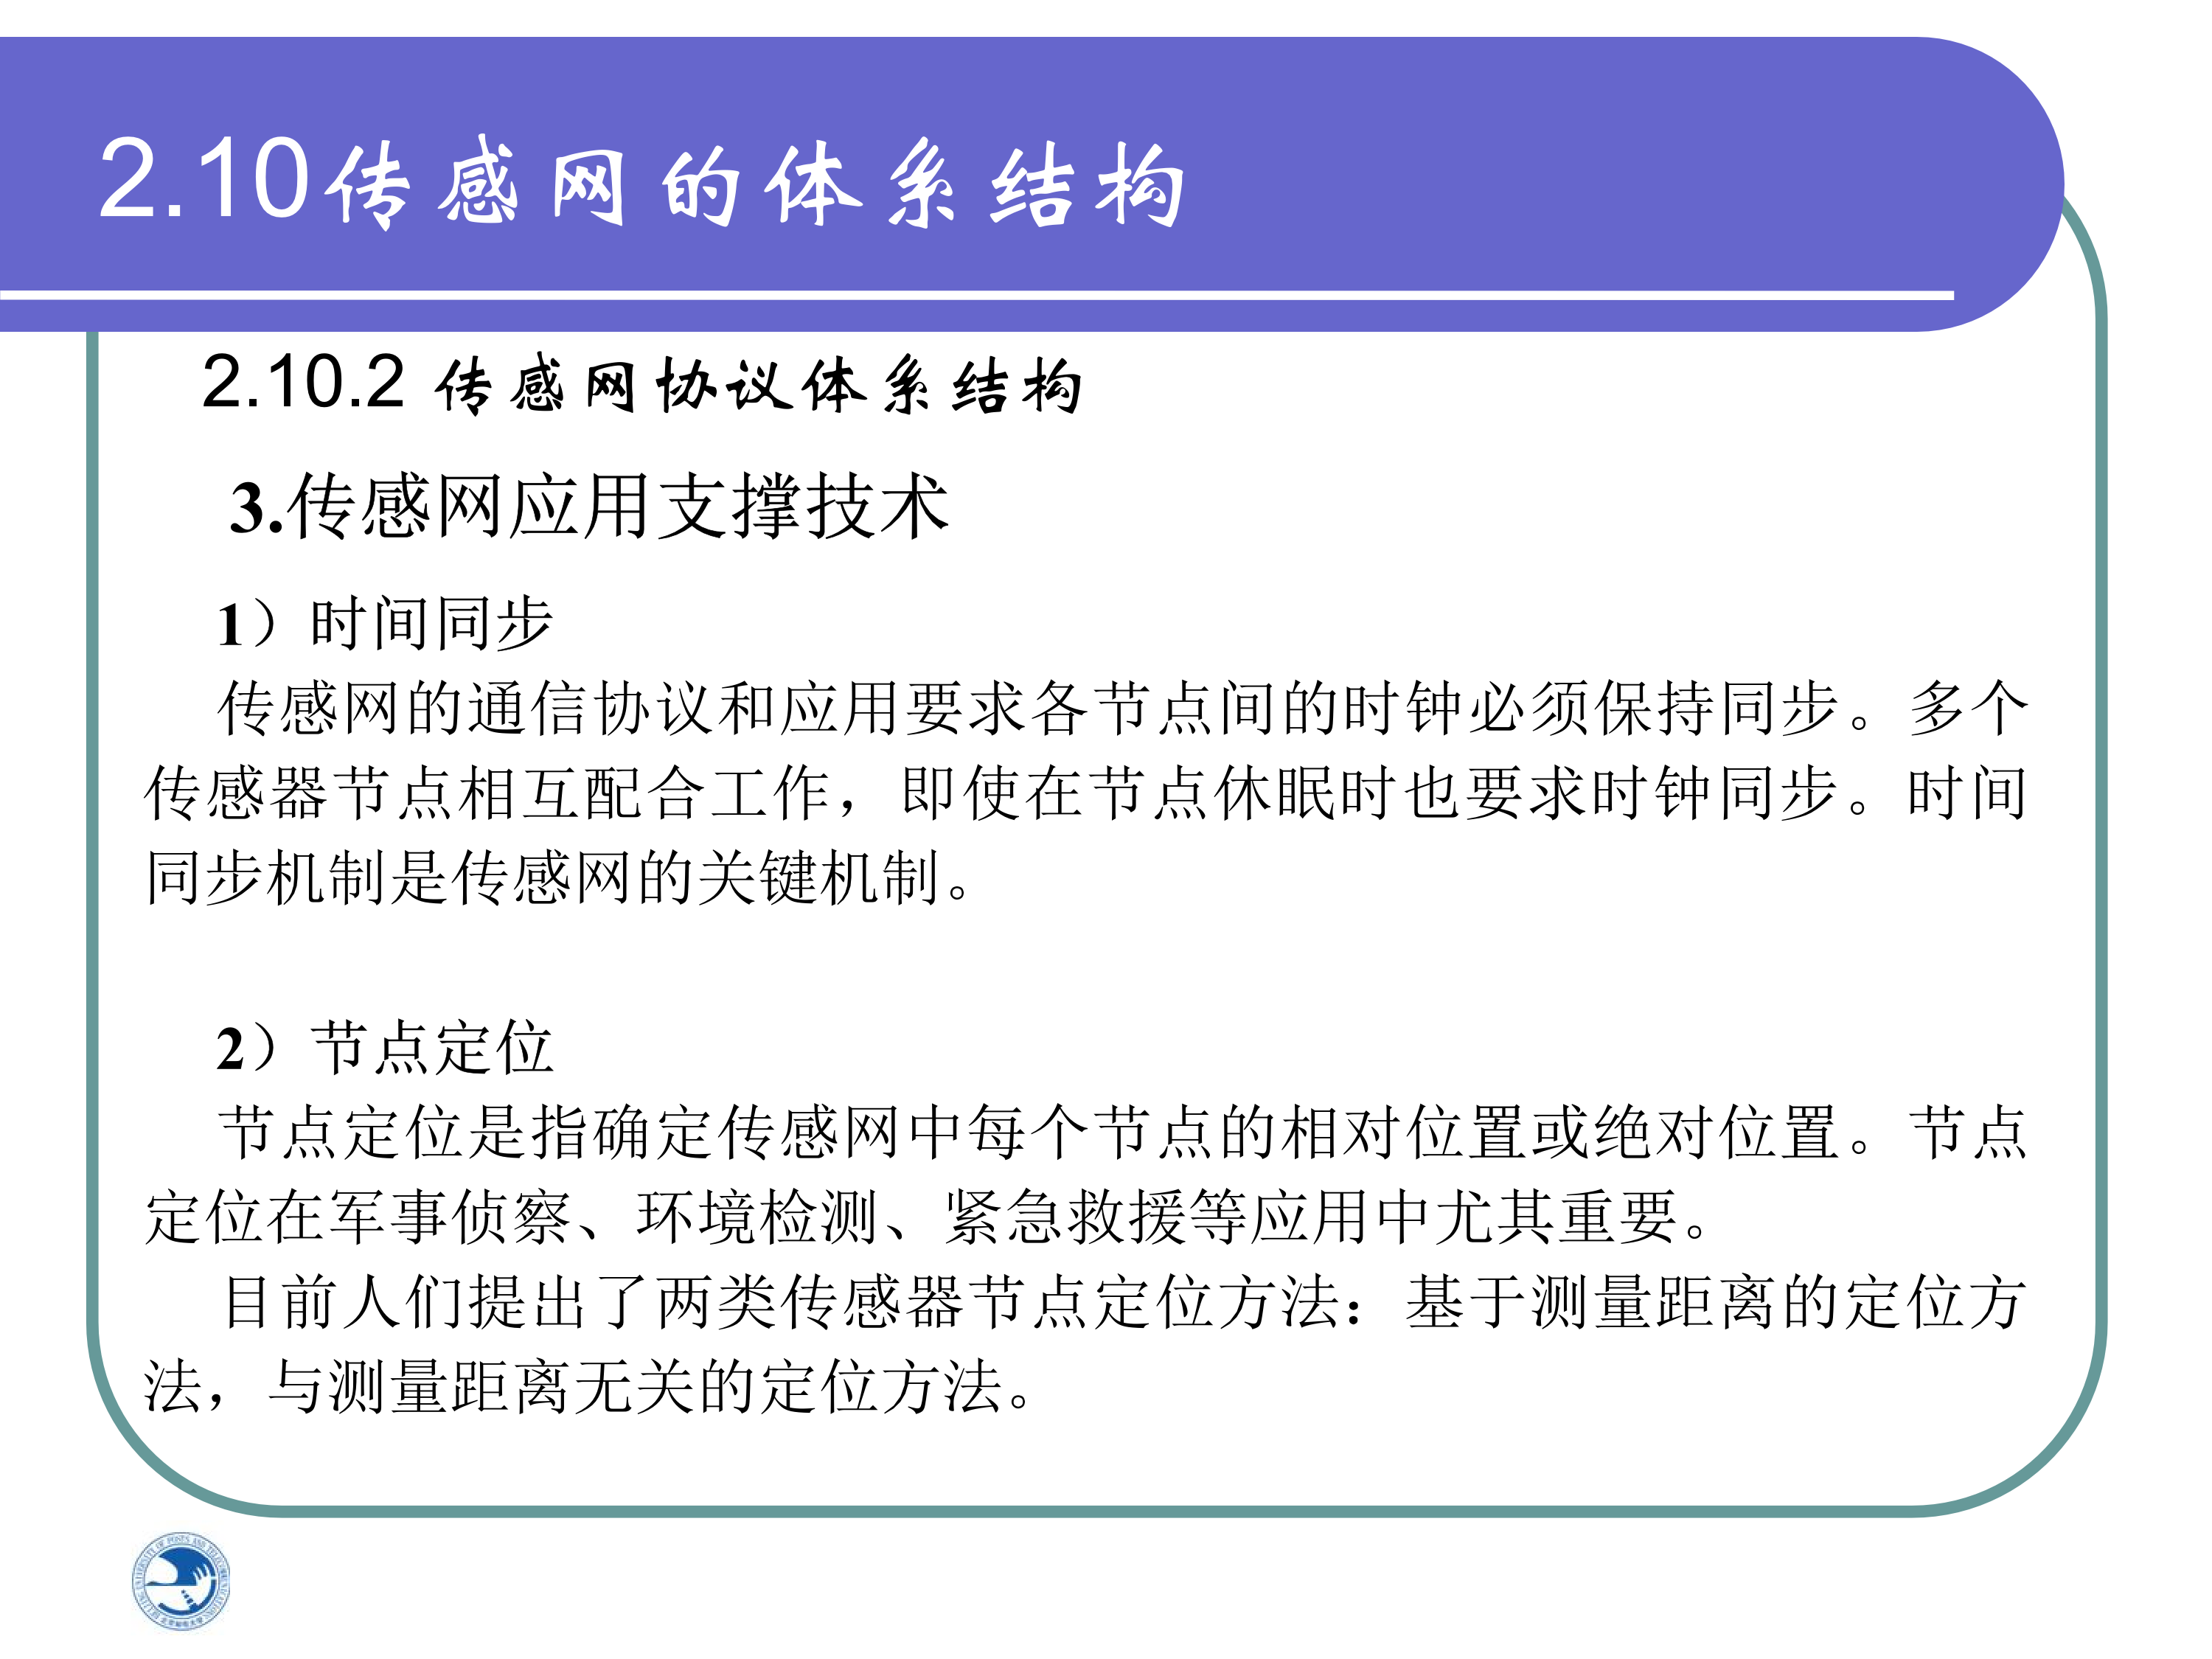 2.10传感网的体系结构
2.10.2 传感网协议体系结构
3.传感网应用支撑技术
1）时间同步
传感网的通信协议和应用要求各节点间的时钟必须保持同步。多个
传感器节点相互配合工作，即使在节点休眠时也要求时钟同步。时间
同步机制是传感网的关键机制。
2）节点定位
节点定位是指确定传感网中每个节点的相对位置或绝对位置。节点
定位在军事侦察、环境检测、紧急救援等应用中尤其重要。
目前人们提出了两类传感器节点定位方法：基于测量距离的定位方
法，与测量距离无关的定位方法。